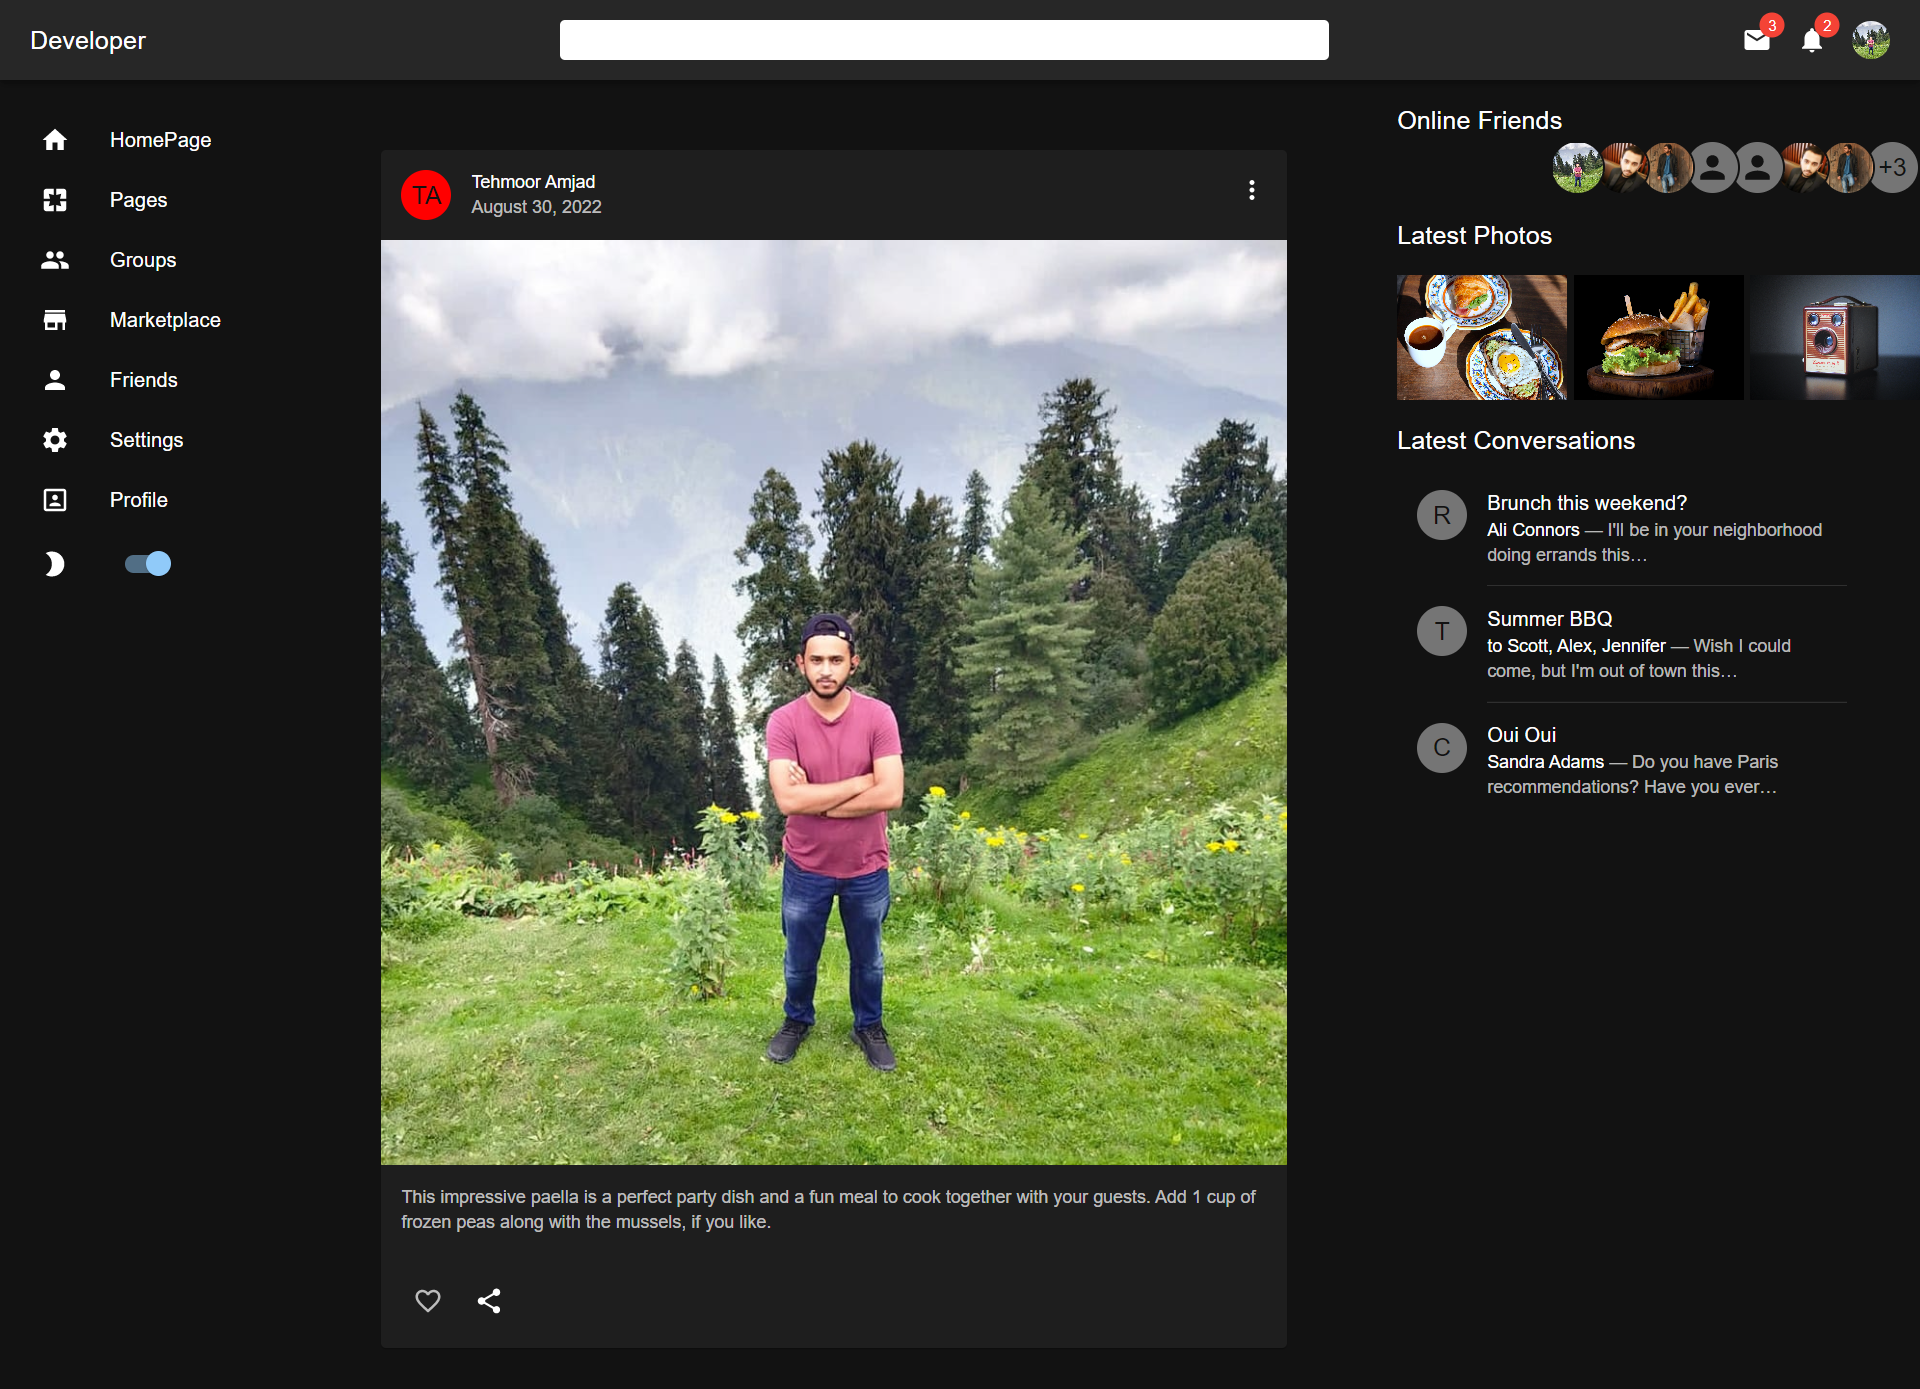 Developer
3
2
HomePage
Pages
Groups
Marketplace
Friends
Settings
Profile
TA
Tehmoor Amjad
August 30, 2022
This impressive paella is a perfect party dish and a fun meal to cook together with your guests. Add 1 cup of
frozen peas along with the mussels, if you like.
Online Friends
+3
Latest Photos
Latest Conversations
R
Brunch this weekend?
Ali Connors — I'll be in your neighborhood
doing errands this…
T
Summer BBQ
to Scott, Alex, Jennifer — Wish I could
come, but I'm out of town this…
C
Oui Oui
Sandra Adams — Do you have Paris
recommendations? Have you ever…